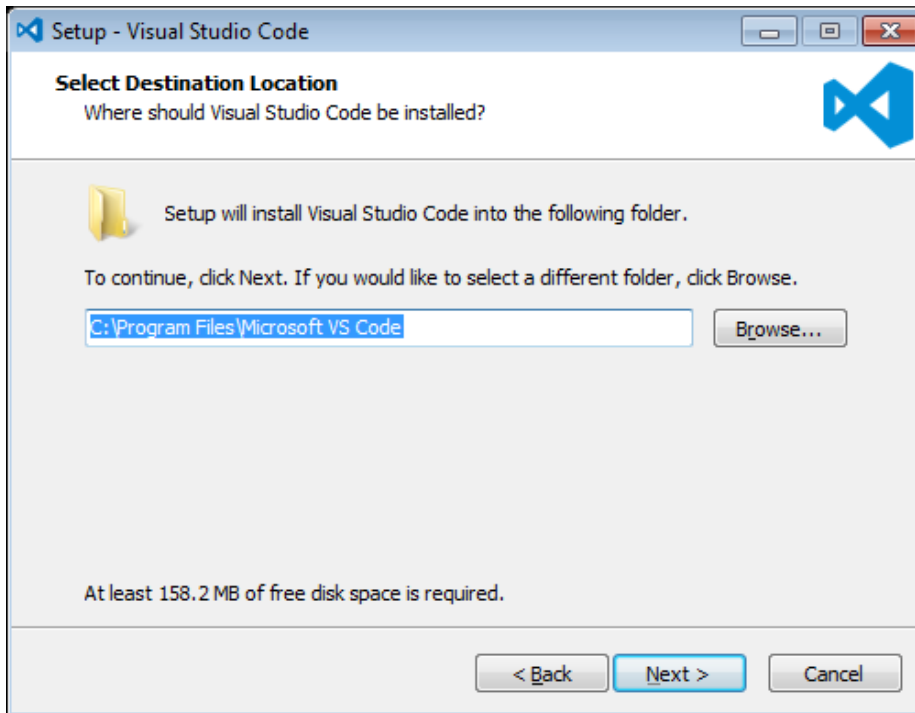 Setup - Visual Studio Code
Select Destination Location
Where should Visual Studio Code be installed?
Setup will install Visual Studio Code into the following folder.
To continue, click Next. If you would like to select a different folder, click Browse.
C:\Program Files\Microsoft VS Code
Browse...
At least 158.2 MB of free disk space is required.
< Back
Next >
Cancel